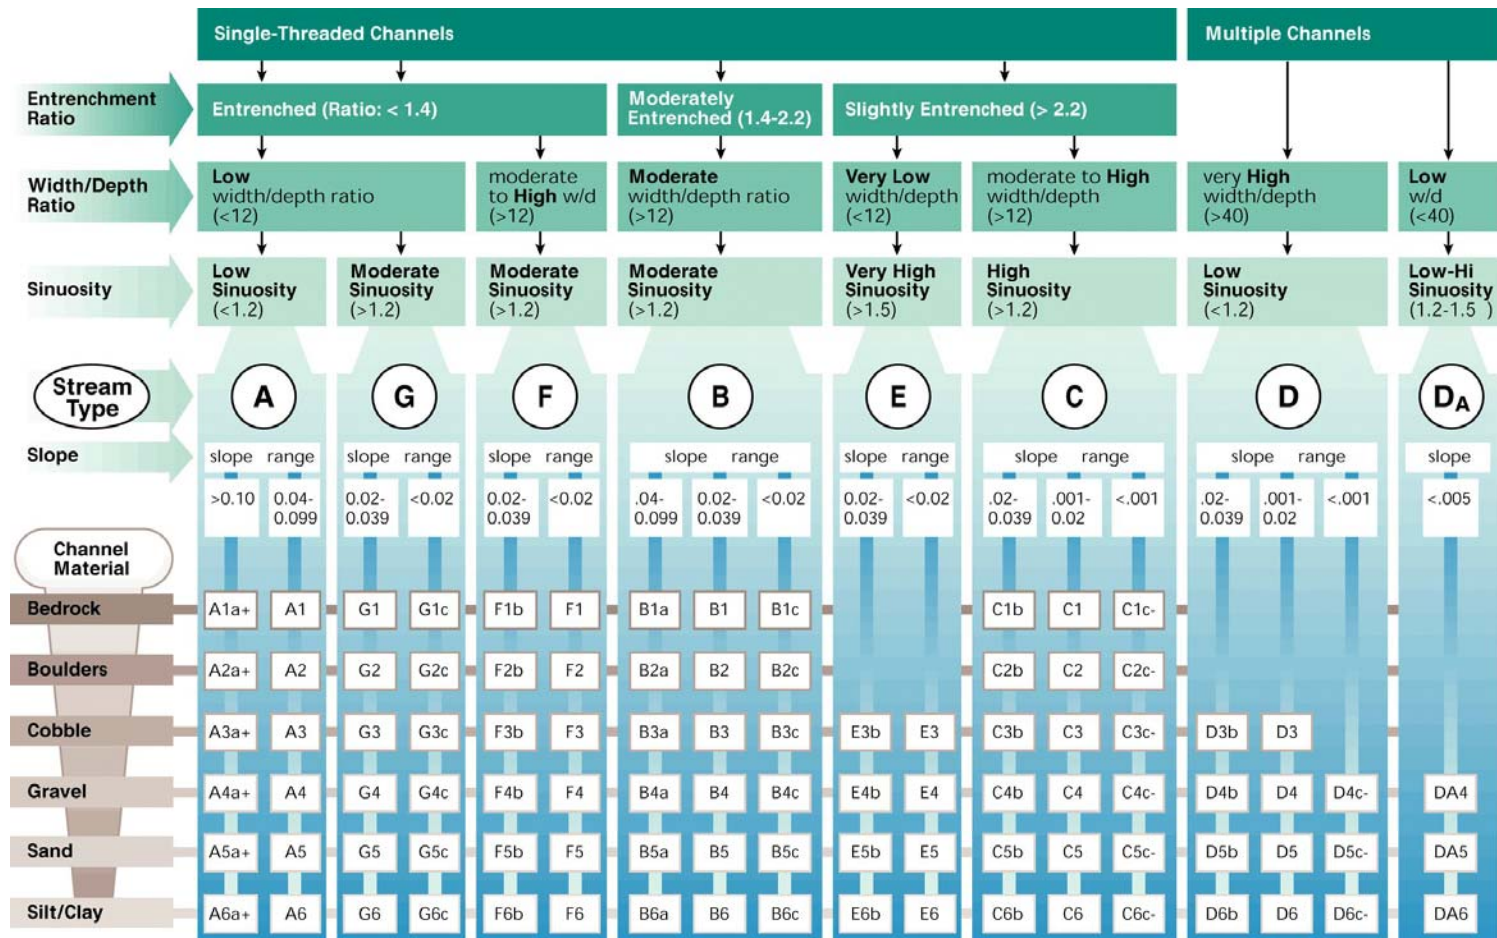 Single-Threaded Channels
Multiple Channels
Entrenchment
Ratio
Entrenched (Ratio: < 1.4)
Moderately
Entrenched (1.4-2.2)
Slightly Entrenched (> 2.2)
Width/Depth
Ratio
Low
width/depth ratio
(<12)
moderate
to High w/d
(>12)
Moderate
width/depth ratio
(>12)
Very Low
width/depth
(<12)
moderate to High
width/depth
(>12)
very High
width/depth
(>40)
Low
w/d
(<40)
Sinuosity
Low
Sinuosity
(<1.2)
Moderate
Sinuosity
(>1.2)
Moderate
Sinuosity
(>1.2)
Moderate
Sinuosity
(>1.2)
Very High
Sinuosity
(>1.5)
High
Sinuosity
(>1.2)
Low
Sinuosity
(<1.2)
Low-Hi
Sinuosity
(1.2-1.5 )
Stream
Type
A
G
F
B
E
C
D
DA
Slope
slope range
slope range
slope range
slope range
slope range
slope range
slope range
slope
>0.10
0.04-
0.099
0.02-
0.039
<0.02
0.02-
0.039
<0.02
.04-
0.099
0.02-
0.039
<0.02
0.02-
0.039
<0.02
.02-
0.039
.001-
0.02
<.001
.02-
0.039
.001-
0.02
<.001
<.005
Channel
Material
Bedrock A1a+ A1 G1 G1c F1b F1 B1a B1 B1c C1b C1 C1c-
Boulders A2a+ A2 G2 G2c F2b F2 B2a B2 B2c C2b C2 C2c-
Cobble A3a+ A3 G3 G3c F3b F3 B3a B3 B3c E3b E3 C3b C3 C3c- D3b D3
Gravel A4a+ A4 G4 G4c F4b F4 B4a B4 B4c E4b E4 C4b C4 C4c- D4b D4 D4c- DA4
Sand A5a+ A5 G5 G5c F5b F5 B5a B5 B5c E5b E5 C5b C5 C5c- D5b D5 D5c- DA5
Silt/Clay A6a+ A6 G6 G6c F6b F6 B6a B6 B6c E6b E6 C6b C6 C6c- D6b D6 D6c- DA6